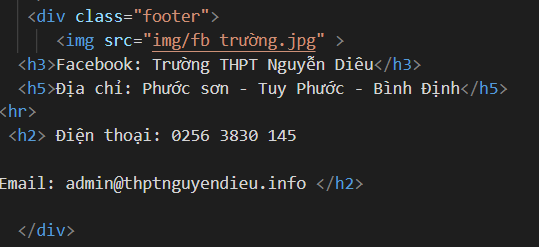 <div class="footer">
<img src="img/fb trường.jpg" >
<h3>Facebook: Trường THPT Nguyễn Diêu</h3>
<h5>Địa chỉ: Phước sơn - Tuy Phước - Bình Định</h5>
<hr>
<h2> Điện thoại: 0256 3830 145
Email: admin@thptnguyendieu.info </h2>
</div>